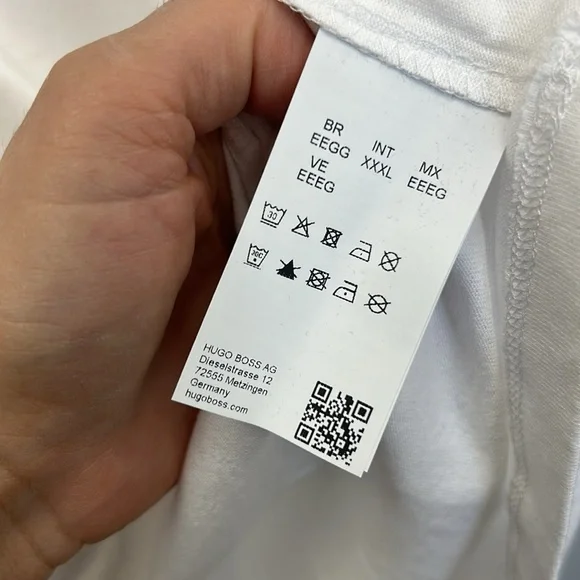 BR
EEGG
INT
XXXL
MX
EEEG
VE
EEEG
30
30C
HUGO BOSS AG
Dieselstrasse 12
72555 Metzingen
Germany
hugoboss.com